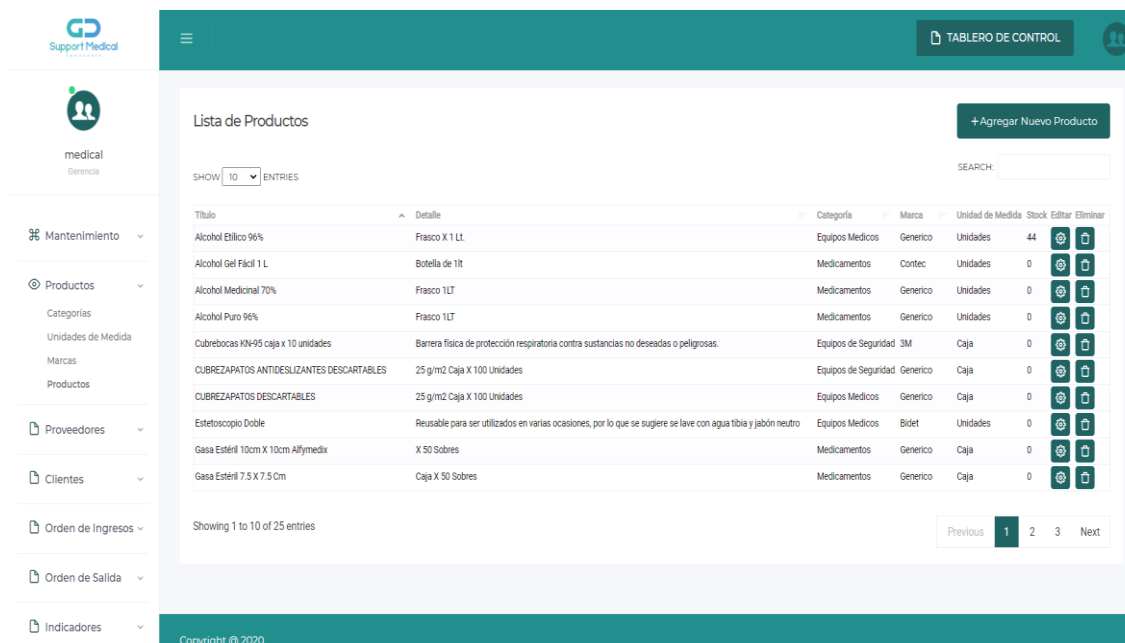 Support Medical
TABLERO DE CONTROL
medical
Gerencia
Mantenimiento
Productos
Categorías
Unidades de Medida
Marcas
Productos
Proveedores
Clientes
Orden de Ingresos
Orden de Salida
Indicadores
Lista de Productos
+Agregar Nuevo Producto
SHOW 10 ENTRIES
SEARCH:
Título Detalle Categoría Marca Unidad de Medida Stock Editar Eliminar
Alcohol Etílico 96% Frasco X 1 Lt. Equipos Medicos Generico Unidades 44
Alcohol Gel Fácil 1 L Botella de 1lt Medicamentos Contec Unidades 0
Alcohol Medicinal 70% Frasco 1LT Medicamentos Generico Unidades 0
Alcohol Puro 96% Frasco 1LT Medicamentos Generico Unidades 0
Cubrebocas KN-95 caja x 10 unidades Barrera física de protección respiratoria contra sustancias no deseadas o peligrosas. Equipos de Seguridad 3M Caja 0
CUBREZAPATOS ANTIDESLIZANTES DESCARTABLES 25 g/m2 Caja X 100 Unidades Equipos de Seguridad Generico Caja 0
CUBREZAPATOS DESCARTABLES 25 g/m2 Caja X 100 Unidades Equipos Medicos Generico Caja 0
Estetoscopio Doble Reusable para ser utilizados en varias ocasiones, por lo que se sugiere se lave con agua tibia y jabón neutro Equipos Medicos Bidet Unidades 0
Gasa Estéril 10cm X 10cm Alfymedix X 50 Sobres Medicamentos Generico Caja 0
Gasa Estéril 7.5 X 7.5 Cm Caja X 50 Sobres Medicamentos Generico Caja 0
Showing 1 to 10 of 25 entries
Previous 1 2 3 Next
Copyright @ 2020